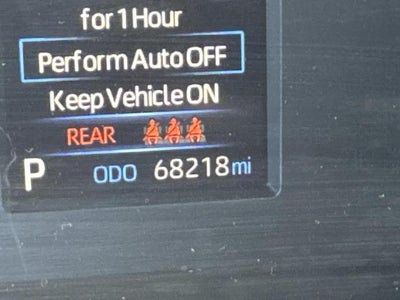 for 1 Hour
Perform Auto OFF
Keep Vehicle ON
REAR
P ODO 68218 mi